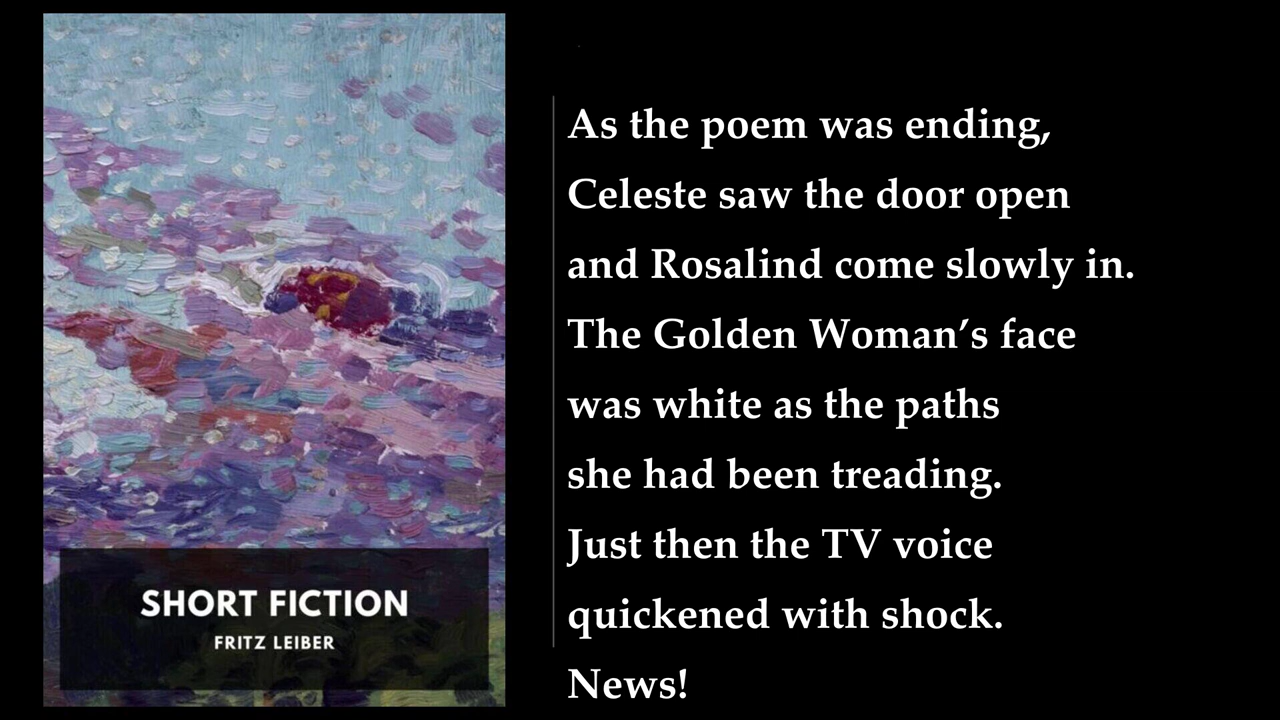 SHORT FICTION
FRITZ LEIBER
As the poem was ending,
Celeste saw the door open
and Rosalind come slowly in.
The Golden Woman’s face
was white as the paths
she had been treading.
Just then the TV voice
quickened with shock.
News!